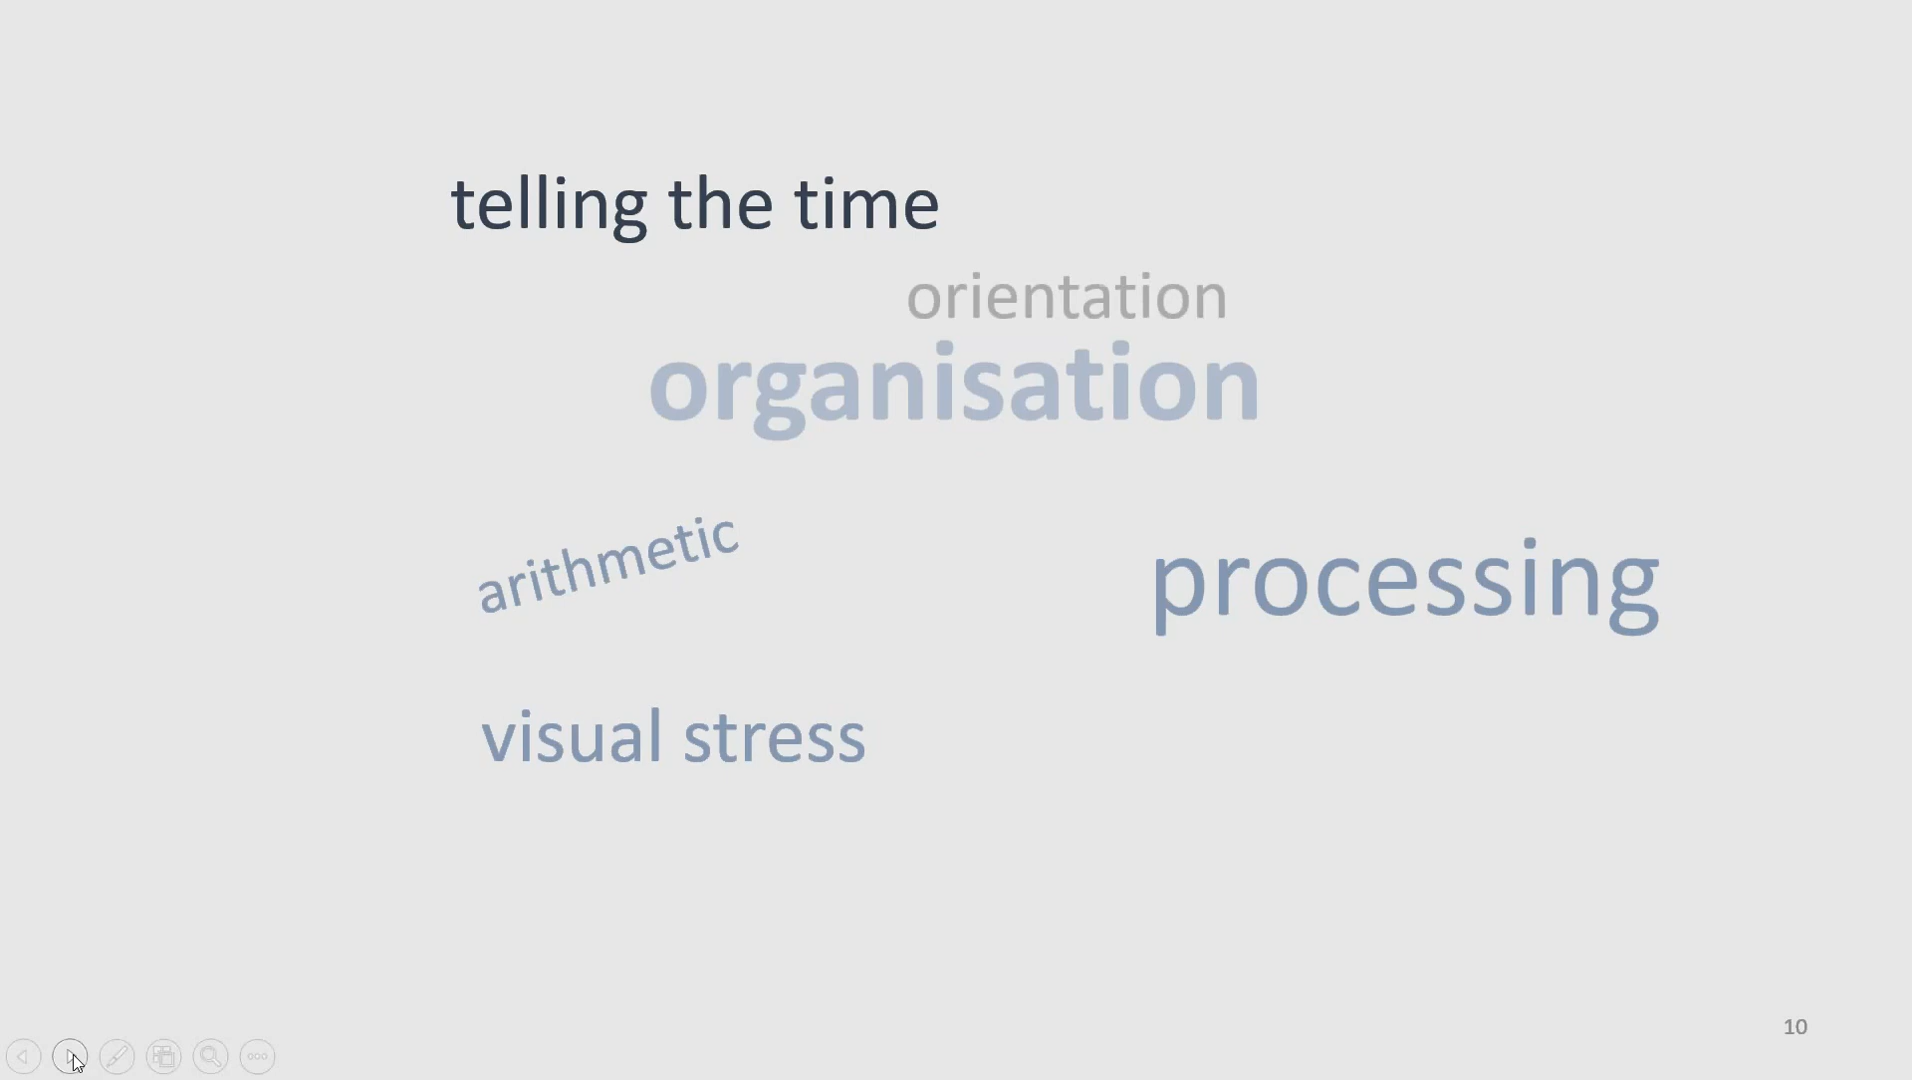 telling the time
orientation
organisation
arithmetic
processing
visual stress
10